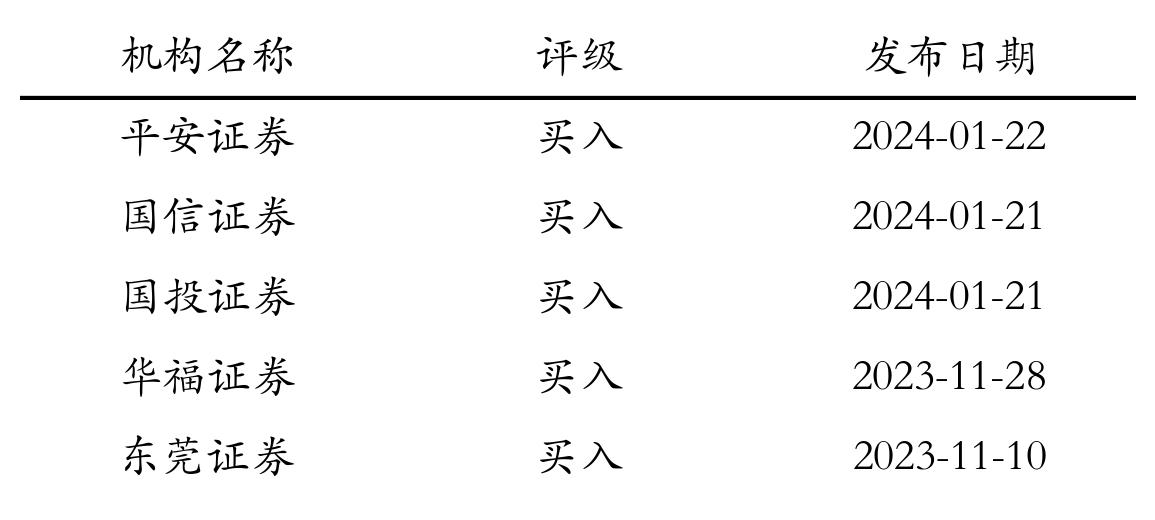 机构名称 评级 发布日期
平安证券 买入 2024-01-22
国信证券 买入 2024-01-21
国投证券 买入 2024-01-21
华福证券 买入 2023-11-28
东莞证券 买入 2023-11-10